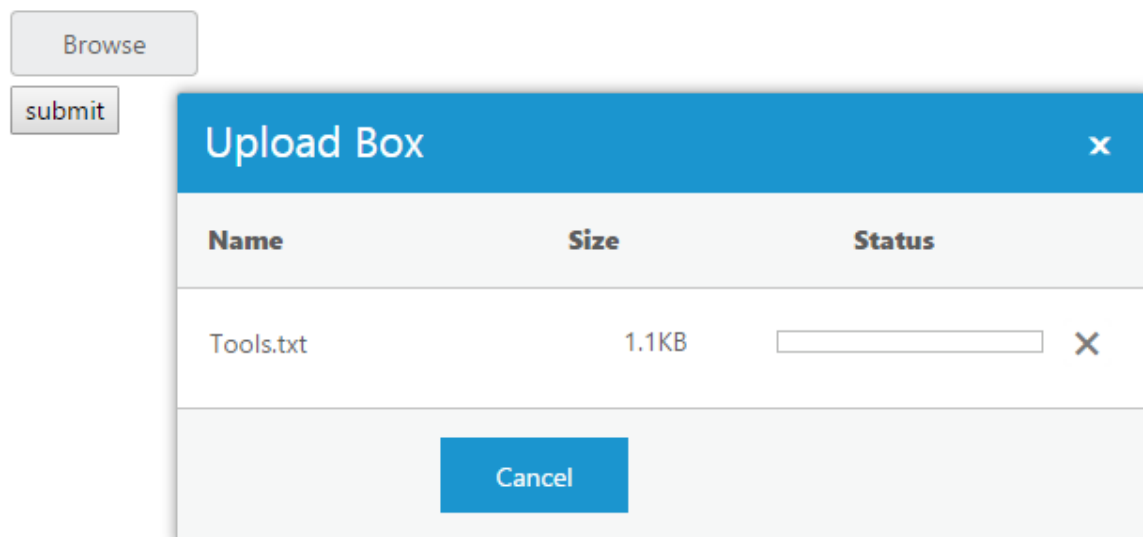 Browse
submit
Upload Box
Name Size Status
Tools.txt 1.1KB
Cancel